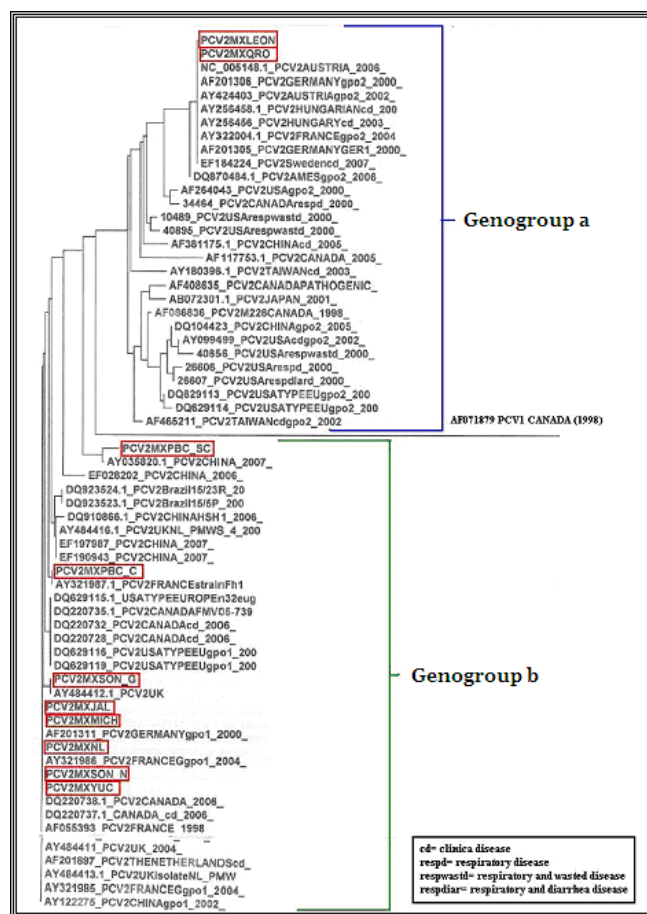 PCV2MXLEON
PCV2MXQRO
NC_005148.1_PCV2AUSTRIA_2006_
AF201306_PCV2GERMANYgpo2_2000_
AY424403_PCV2AUSTRIAgpo2_2002_
AY256458.1_PCV2HUNGARIANcd_200
AY256456_PCV2HUNGARYcd_2003_
AY322004.1_PCV2FRANCEgpo2_2004
AF201305_PCV2GERMANYGER1_2000_
EF184224_PCV2Swedencd_2007_
DQ870484.1_PCV2AMESgpo2_2006_
AF264043_PCV2USAgpo2_2000_
34464_PCV2CANADArespd_2000_
10489_PCV2USArespwastd_2000_
40895_PCV2USArespwastd_2000_
Genogroup a
AF381175.1_PCV2CHINAcd_2005_
AF117753.1_PCV2CANADA_2005_
AY180396.1_PCV2TAIWANcd_2003_
AF408635_PCV2CANADAPATHOGENIC_
AB072301.1_PCV2JAPAN_2001_
AF086836_PCV2M226CANADA_1998_
DQ104423_PCV2CHINAgpo2_2005_
AY099499_PCV2USAcdgpo2_2002_
40856_PCV2USArespwastd_2000_
26606_PCV2USArespd_2000_
26607_PCV2USArespdiard_2000_
DQ629113_PCV2USATYPEEUgpo2_200
DQ629114_PCV2USATYPEEUgpo2_200
AF465211_PCV2TAIWANcdgpo2_2002
AF071879 PCV1 CANADA (1998)
PCV2MXPBC_SC
AY035820.1_PCV2CHINA_2007_
EF028202_PCV2CHINA_2006_
DQ923524.1_PCV2Brazil15/23R_20
DQ923523.1_PCV2Brazil15/5P_200
DQ910866.1_PCV2CHINAHSH1_2006_
AY484416.1_PCV2UKNL_PMWS_4_200
EF197987_PCV2CHINA_2007_
EF190943_PCV2CHINA_2007_
PCV2MXPBC_C
AY321987.1_PCV2FRANCEstrainFh1
DQ629115.1_USATYPEEUROPEn32eug
DQ220735.1_PCV2CANADAFMV05-739
DQ220732_PCV2CANADAcd_2006_
DQ220728_PCV2CANADAcd_2006_
DQ629116_PCV2USATYPEEUgpo1_200
DQ629119_PCV2USATYPEEUgpo1_200
Genogroup b
PCV2MXSON_G
AY484412.1_PCV2UK
PCV2MXJAL
PCV2MXMICH
AF201311_PCV2GERMANYgpo1_2000_
PCV2MXNL
AY321986_PCV2FRANCEGgpo1_2004_
PCV2MXSON_N
PCV2MXYUC
DQ220738.1_PCV2CANADA_2006_
DQ220737.1_CANADA_cd_2006_
AF055393_PCV2FRANCE_1998
AY484411_PCV2UK_2004_
AF201897_PCV2THENETHERLANDScd_
AY484413.1_PCV2UKisolateNL_PMW
AY321985_PCV2FRANCEGgpo1_2004_
AY122275_PCV2CHINAgpo1_2002_
cd= clinica disease
respd= respiratory disease
respwastd= respiratory and wasted disease
respdiar= respiratory and diarrhea disease